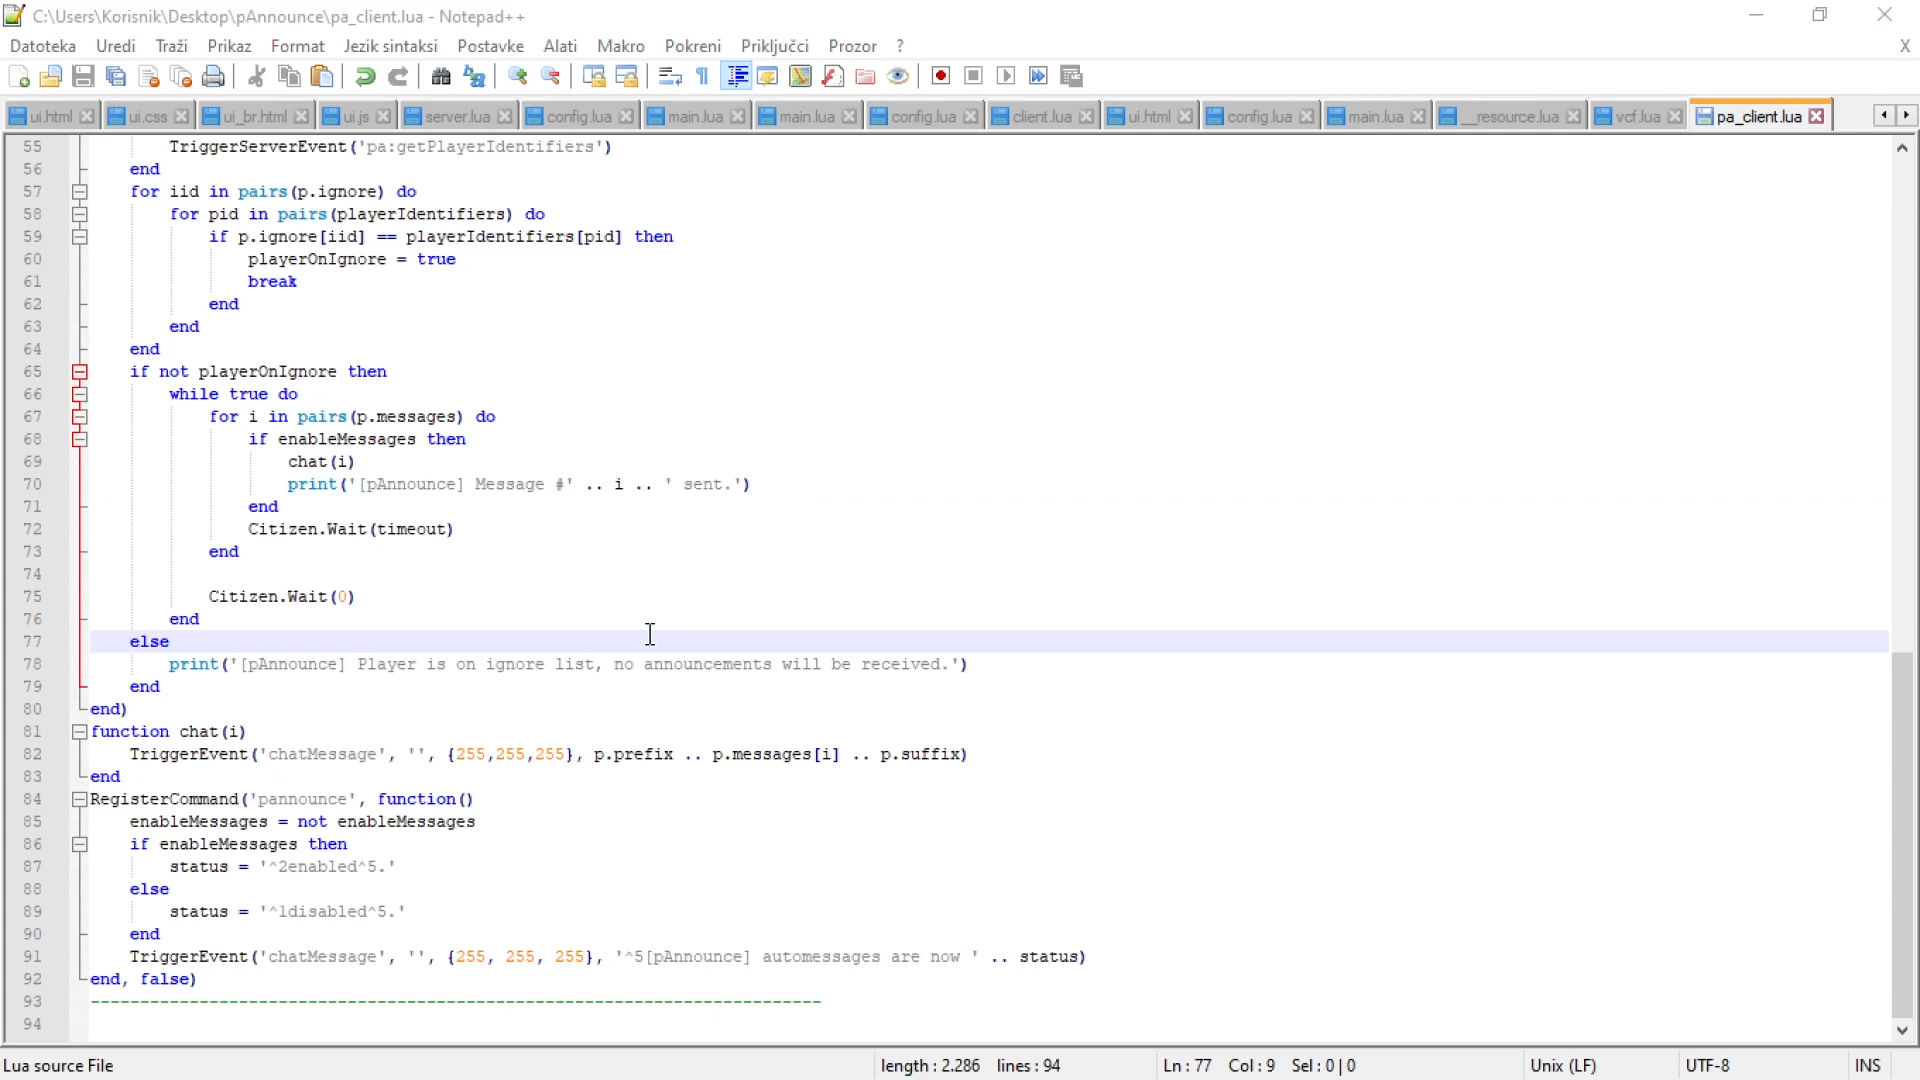 C:\Users\Korisnik\Desktop\pAnnounce\pa_client.lua - Notepad++
Datoteka Uredi Traži Prikaz Format Jezik sintaksi Postavke Alati Makro Pokreni Priključci Prozor ? X
ui.html ui.css ui_br.html ui.js server.lua config.lua main.lua main.lua config.lua client.lua ui.html config.lua main.lua __resource.lua vcf.lua pa_client.lua
55 TriggerServerEvent('pa:getPlayerIdentifiers')
56 end
57 for iid in pairs(p.ignore) do
58 for pid in pairs(playerIdentifiers) do
59 if p.ignore[iid] == playerIdentifiers[pid] then
60 playerOnIgnore = true
61 break
62 end
63 end
64 end
65 if not playerOnIgnore then
66 while true do
67 for i in pairs(p.messages) do
68 if enableMessages then
69 chat(i)
70 print('[pAnnounce] Message #' .. i .. ' sent.')
71 end
72 Citizen.Wait(timeout)
73 end
74
75 Citizen.Wait(0)
76 end
77 else
78 print('[pAnnounce] Player is on ignore list, no announcements will be received.')
79 end
80 end)
81 function chat(i)
82 TriggerEvent('chatMessage', '', {255,255,255}, p.prefix .. p.messages[i] .. p.suffix)
83 end
84 RegisterCommand('pannounce', function()
85 enableMessages = not enableMessages
86 if enableMessages then
87 status = '^2enabled^5.'
88 else
89 status = '^1disabled^5.'
90 end
91 TriggerEvent('chatMessage', '', {255, 255, 255}, '^5[pAnnounce] automessages are now ' .. status)
92 end, false)
93 --------------------------------------------------------------------------
94
Lua source File length : 2.286 lines : 94 Ln : 77 Col : 9 Sel : 0 | 0 Unix (LF) UTF-8 INS